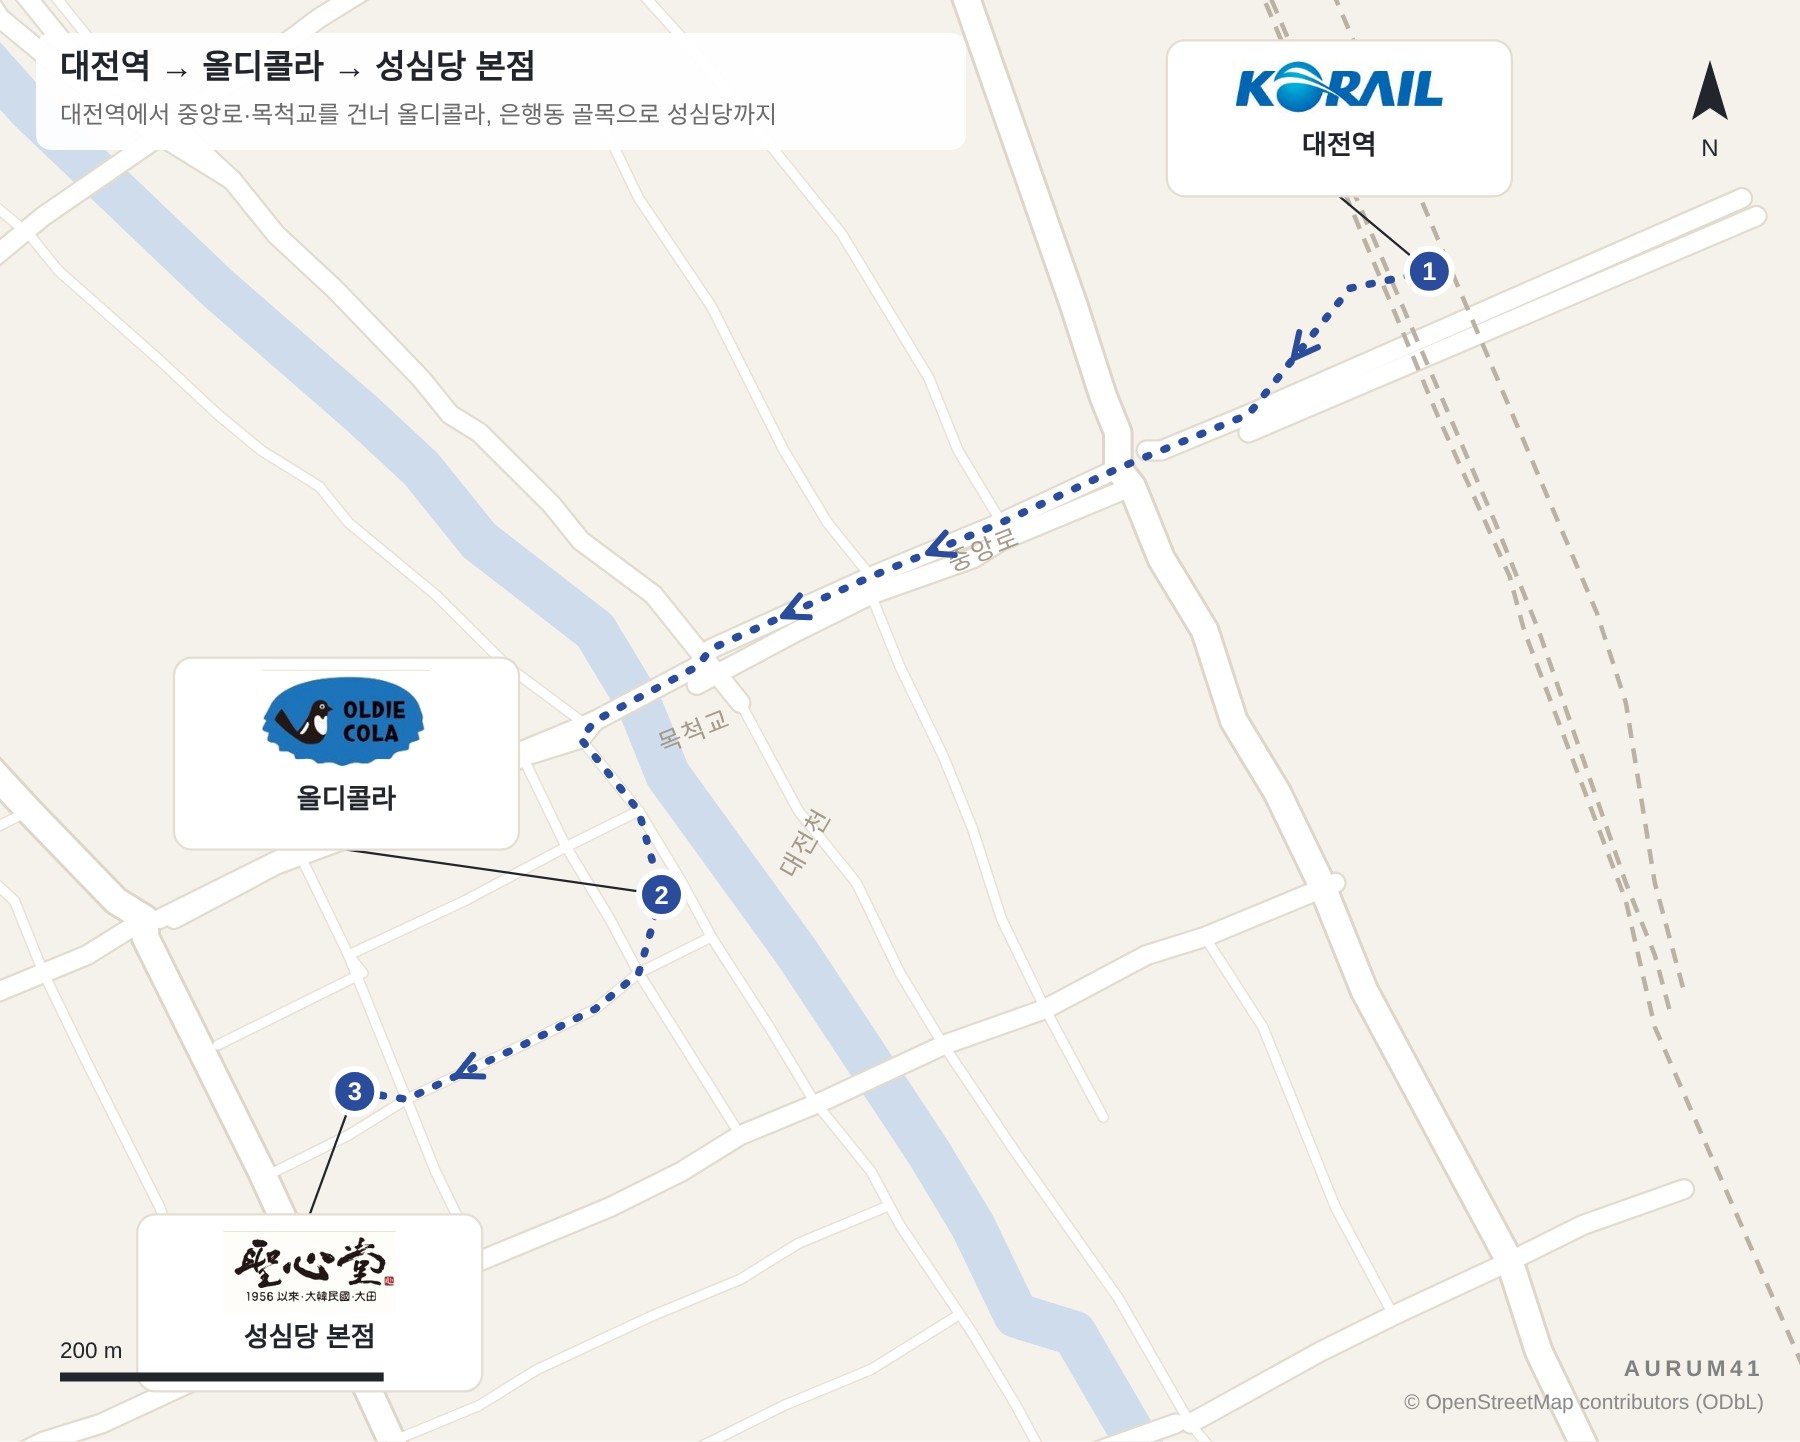 대전역 → 올디콜라 → 성심당 본점
대전역에서 중앙로·목척교를 건너 올디콜라, 은행동 골목으로 성심당까지
KORAIL
대전역
N
1
중앙로
목척교
대전천
OLDIE
COLA
올디콜라
2
3
聖心堂
1956 以來·大韓民國·大田
성심당 본점
200 m
AURUM41
© OpenStreetMap contributors (ODbL)